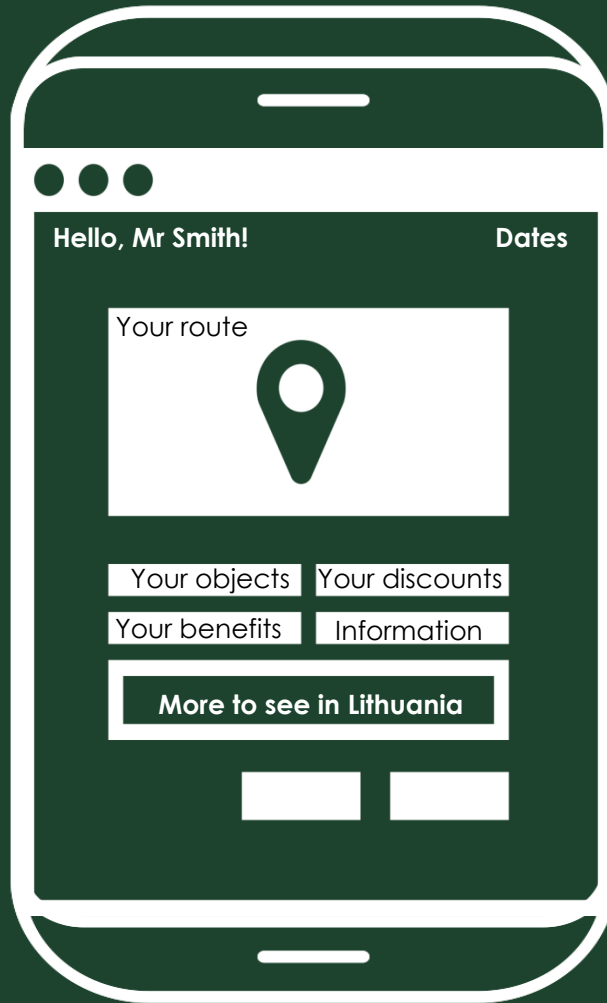 Hello, Mr Smith! Dates
Your route
Your objects Your discounts
Your benefits Information
More to see in Lithuania